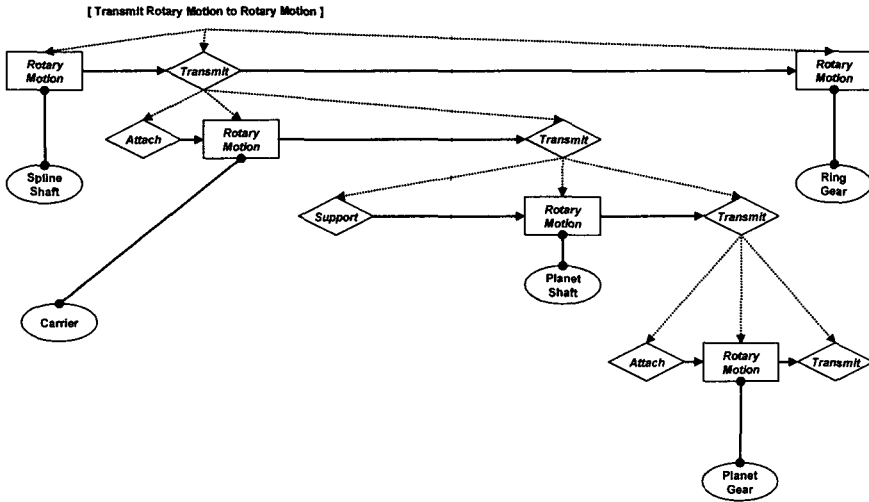 [ Transmit Rotary Motion to Rotary Motion ]
Rotary
Motion
Transmit
Rotary
Motion
Attach
Rotary
Motion
Transmit
Spline
Shaft
Ring
Gear
Support
Rotary
Motion
Transmit
Planet
Shaft
Carrier
Attach
Rotary
Motion
Transmit
Planet
Gear